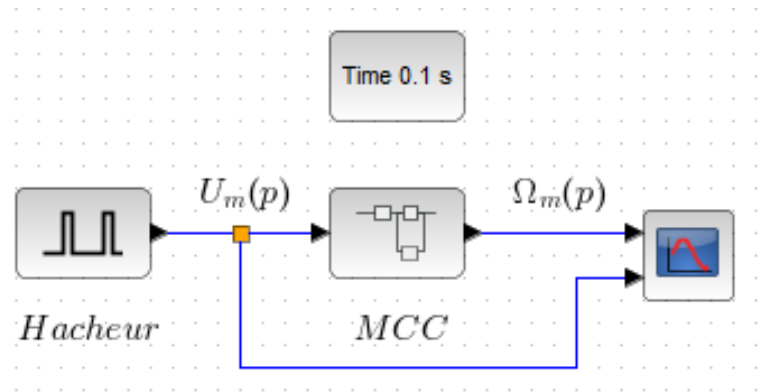 Time 0.1 s
U_m(p)
Ω_m(p)
Hacheur
MCC